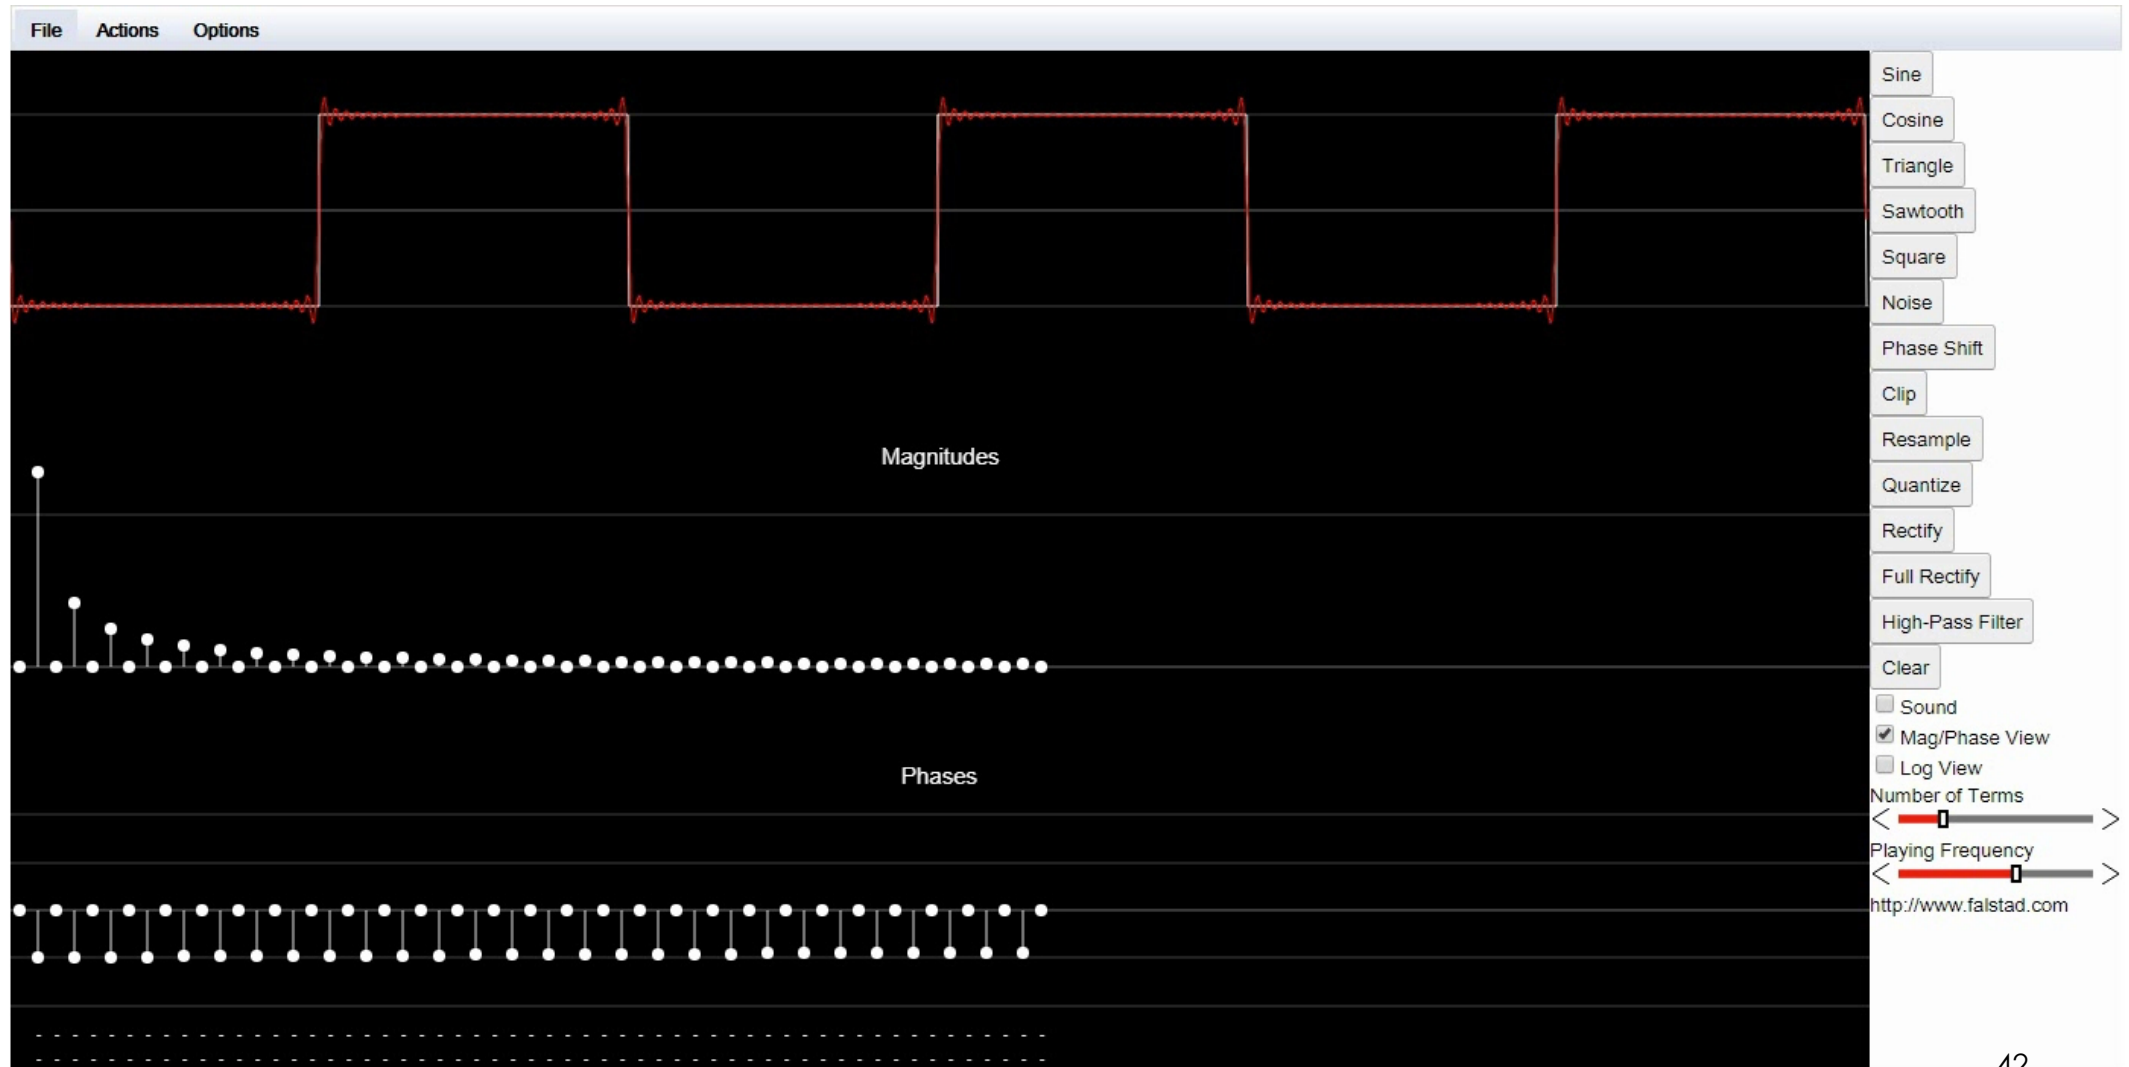 File Actions Options
Sine
Cosine
Triangle
Sawtooth
Square
Noise
Phase Shift
Clip
Resample
Quantize
Rectify
Full Rectify
High-Pass Filter
Clear
Sound
Mag/Phase View
Log View
Number of Terms
Playing Frequency
http://www.falstad.com
Magnitudes
Phases
42